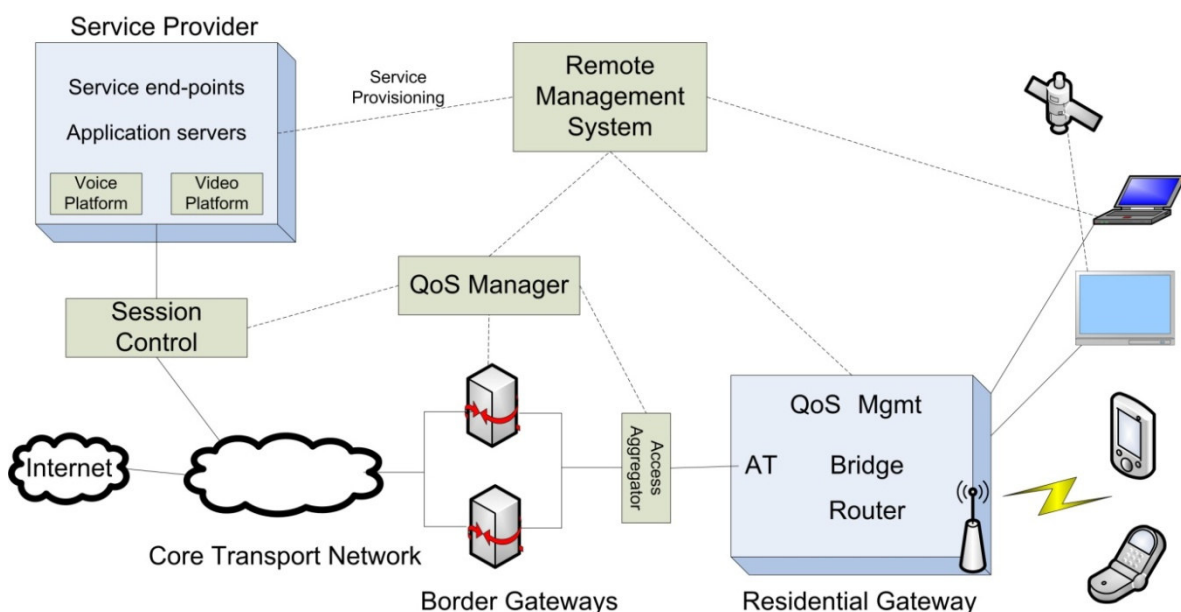 Service Provider
Service end-points
Application servers
Voice
Platform
Video
Platform
Service
Provisioning
Remote
Management
System
QoS Manager
Session
Control
Internet
Core Transport Network
Border Gateways
Access
Aggregator
QoS Mgmt
AT
Bridge
Router
Residential Gateway